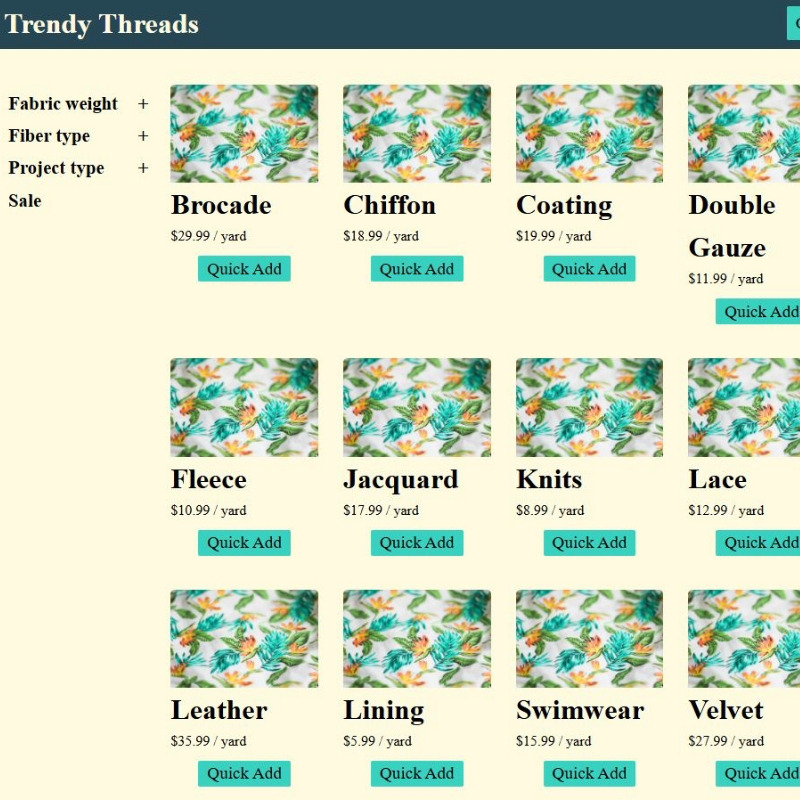 Trendy Threads
Fabric weight +
Fiber type +
Project type +
Sale
Brocade
$29.99 / yard
Quick Add
Chiffon
$18.99 / yard
Quick Add
Coating
$19.99 / yard
Quick Add
Double
Gauze
$11.99 / yard
Quick Add
Fleece
$10.99 / yard
Quick Add
Jacquard
$17.99 / yard
Quick Add
Knits
$8.99 / yard
Quick Add
Lace
$12.99 / yard
Quick Add
Leather
$35.99 / yard
Quick Add
Lining
$5.99 / yard
Quick Add
Swimwear
$15.99 / yard
Quick Add
Velvet
$27.99 / yard
Quick Add